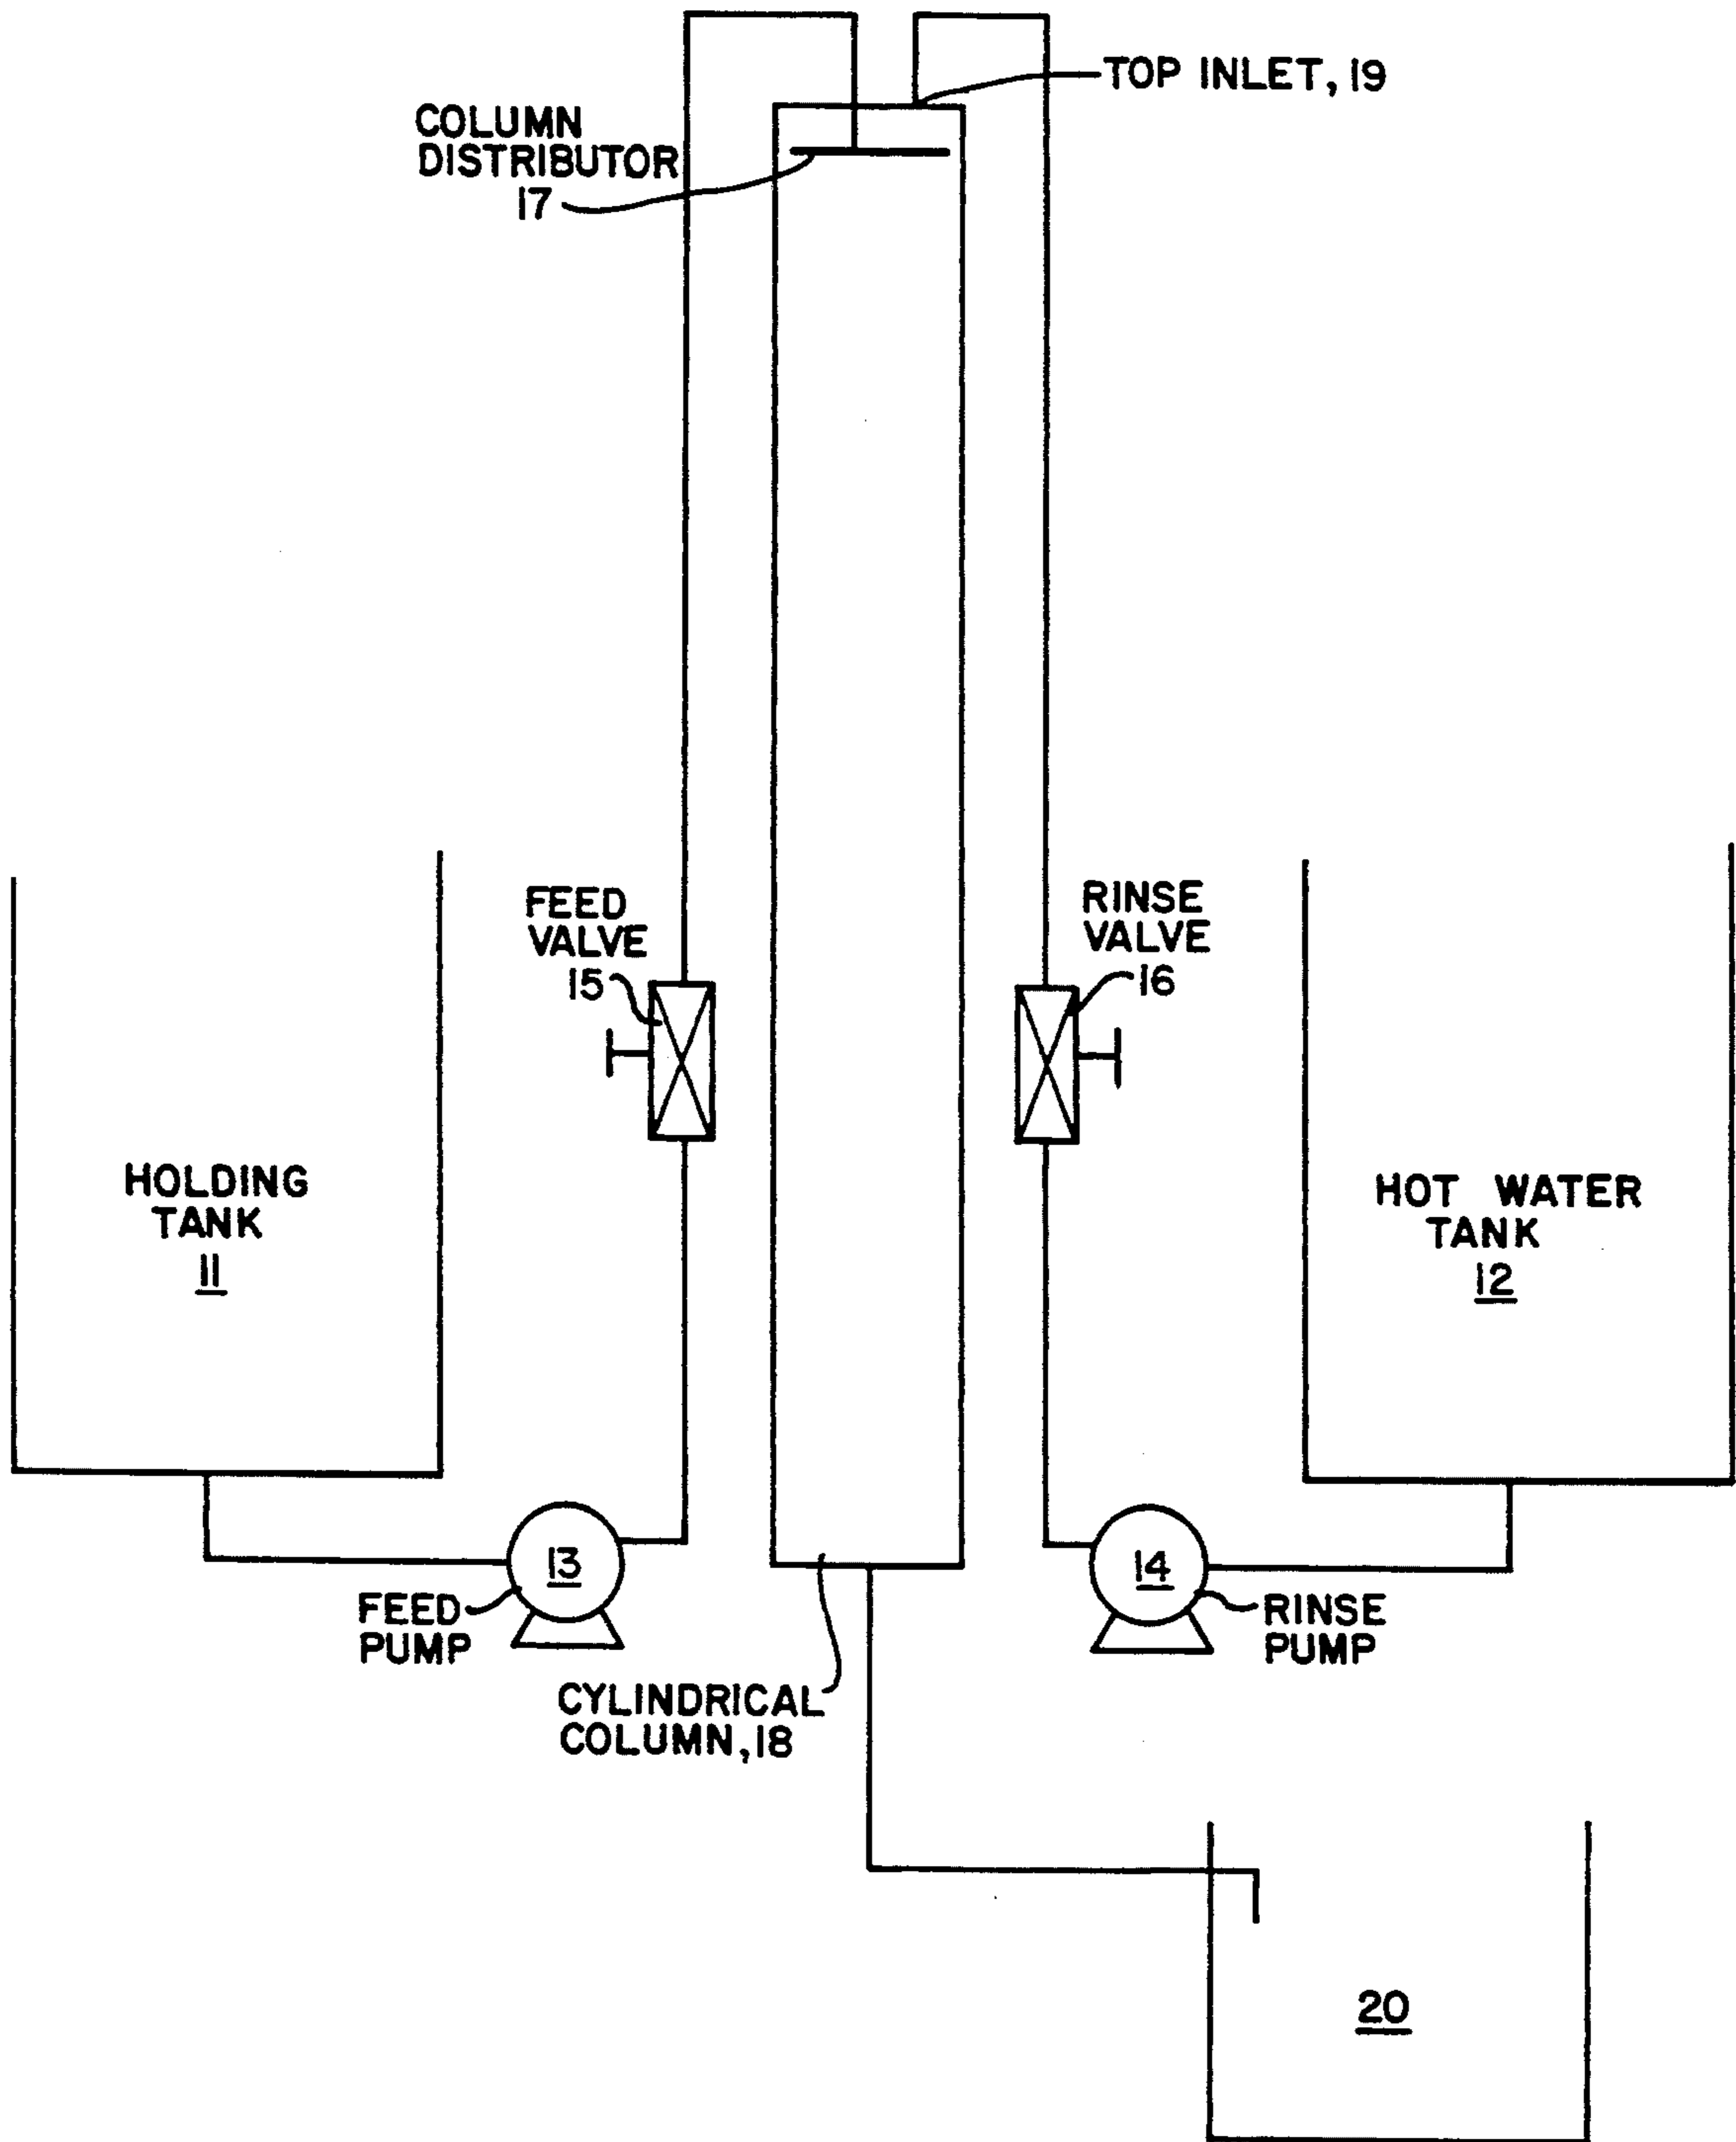 TOP INLET, 19
COLUMN
DISTRIBUTOR
17
FEED
VALVE
15
RINSE
VALVE
16
HOLDING
TANK
11
HOT WATER
TANK
12
13
FEED
PUMP
14
RINSE
PUMP
CYLINDRICAL
COLUMN, 18
20